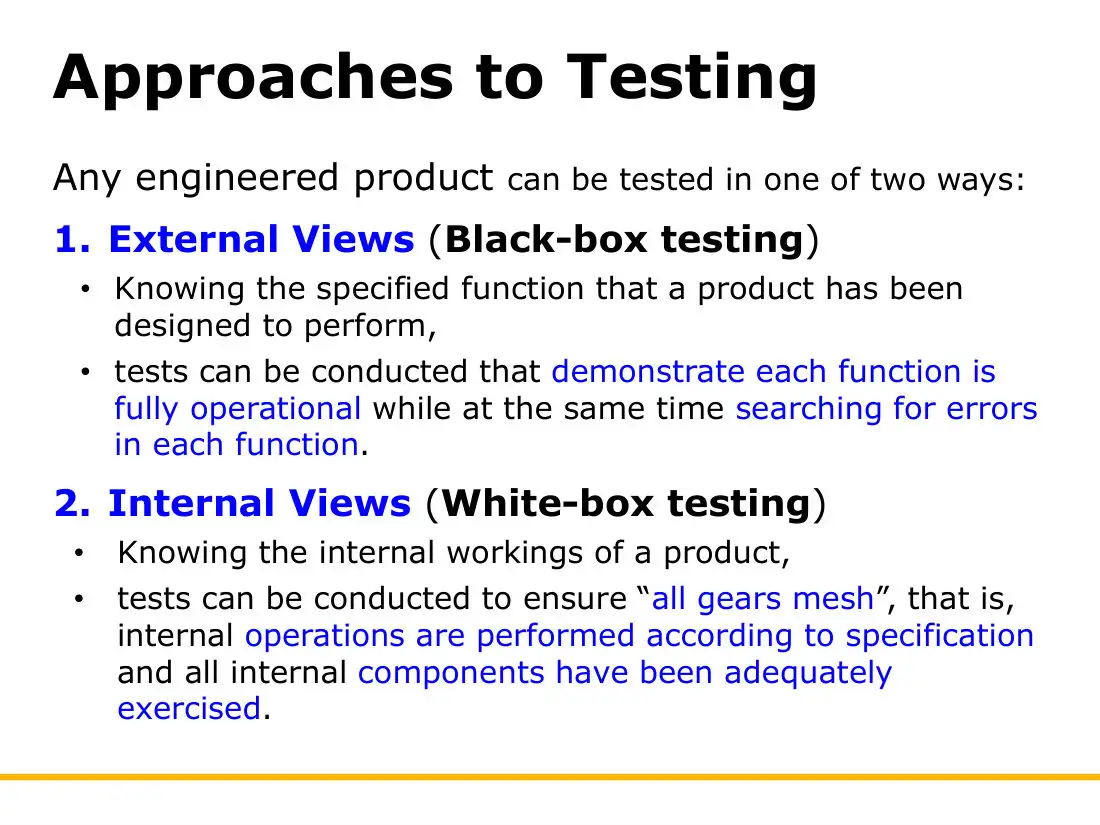 Approaches to Testing
Any engineered product can be tested in one of two ways:
1. External Views (Black-box testing)
• Knowing the specified function that a product has been
designed to perform,
• tests can be conducted that demonstrate each function is
fully operational while at the same time searching for errors
in each function.
2. Internal Views (White-box testing)
• Knowing the internal workings of a product,
• tests can be conducted to ensure “all gears mesh”, that is,
internal operations are performed according to specification
and all internal components have been adequately
exercised.